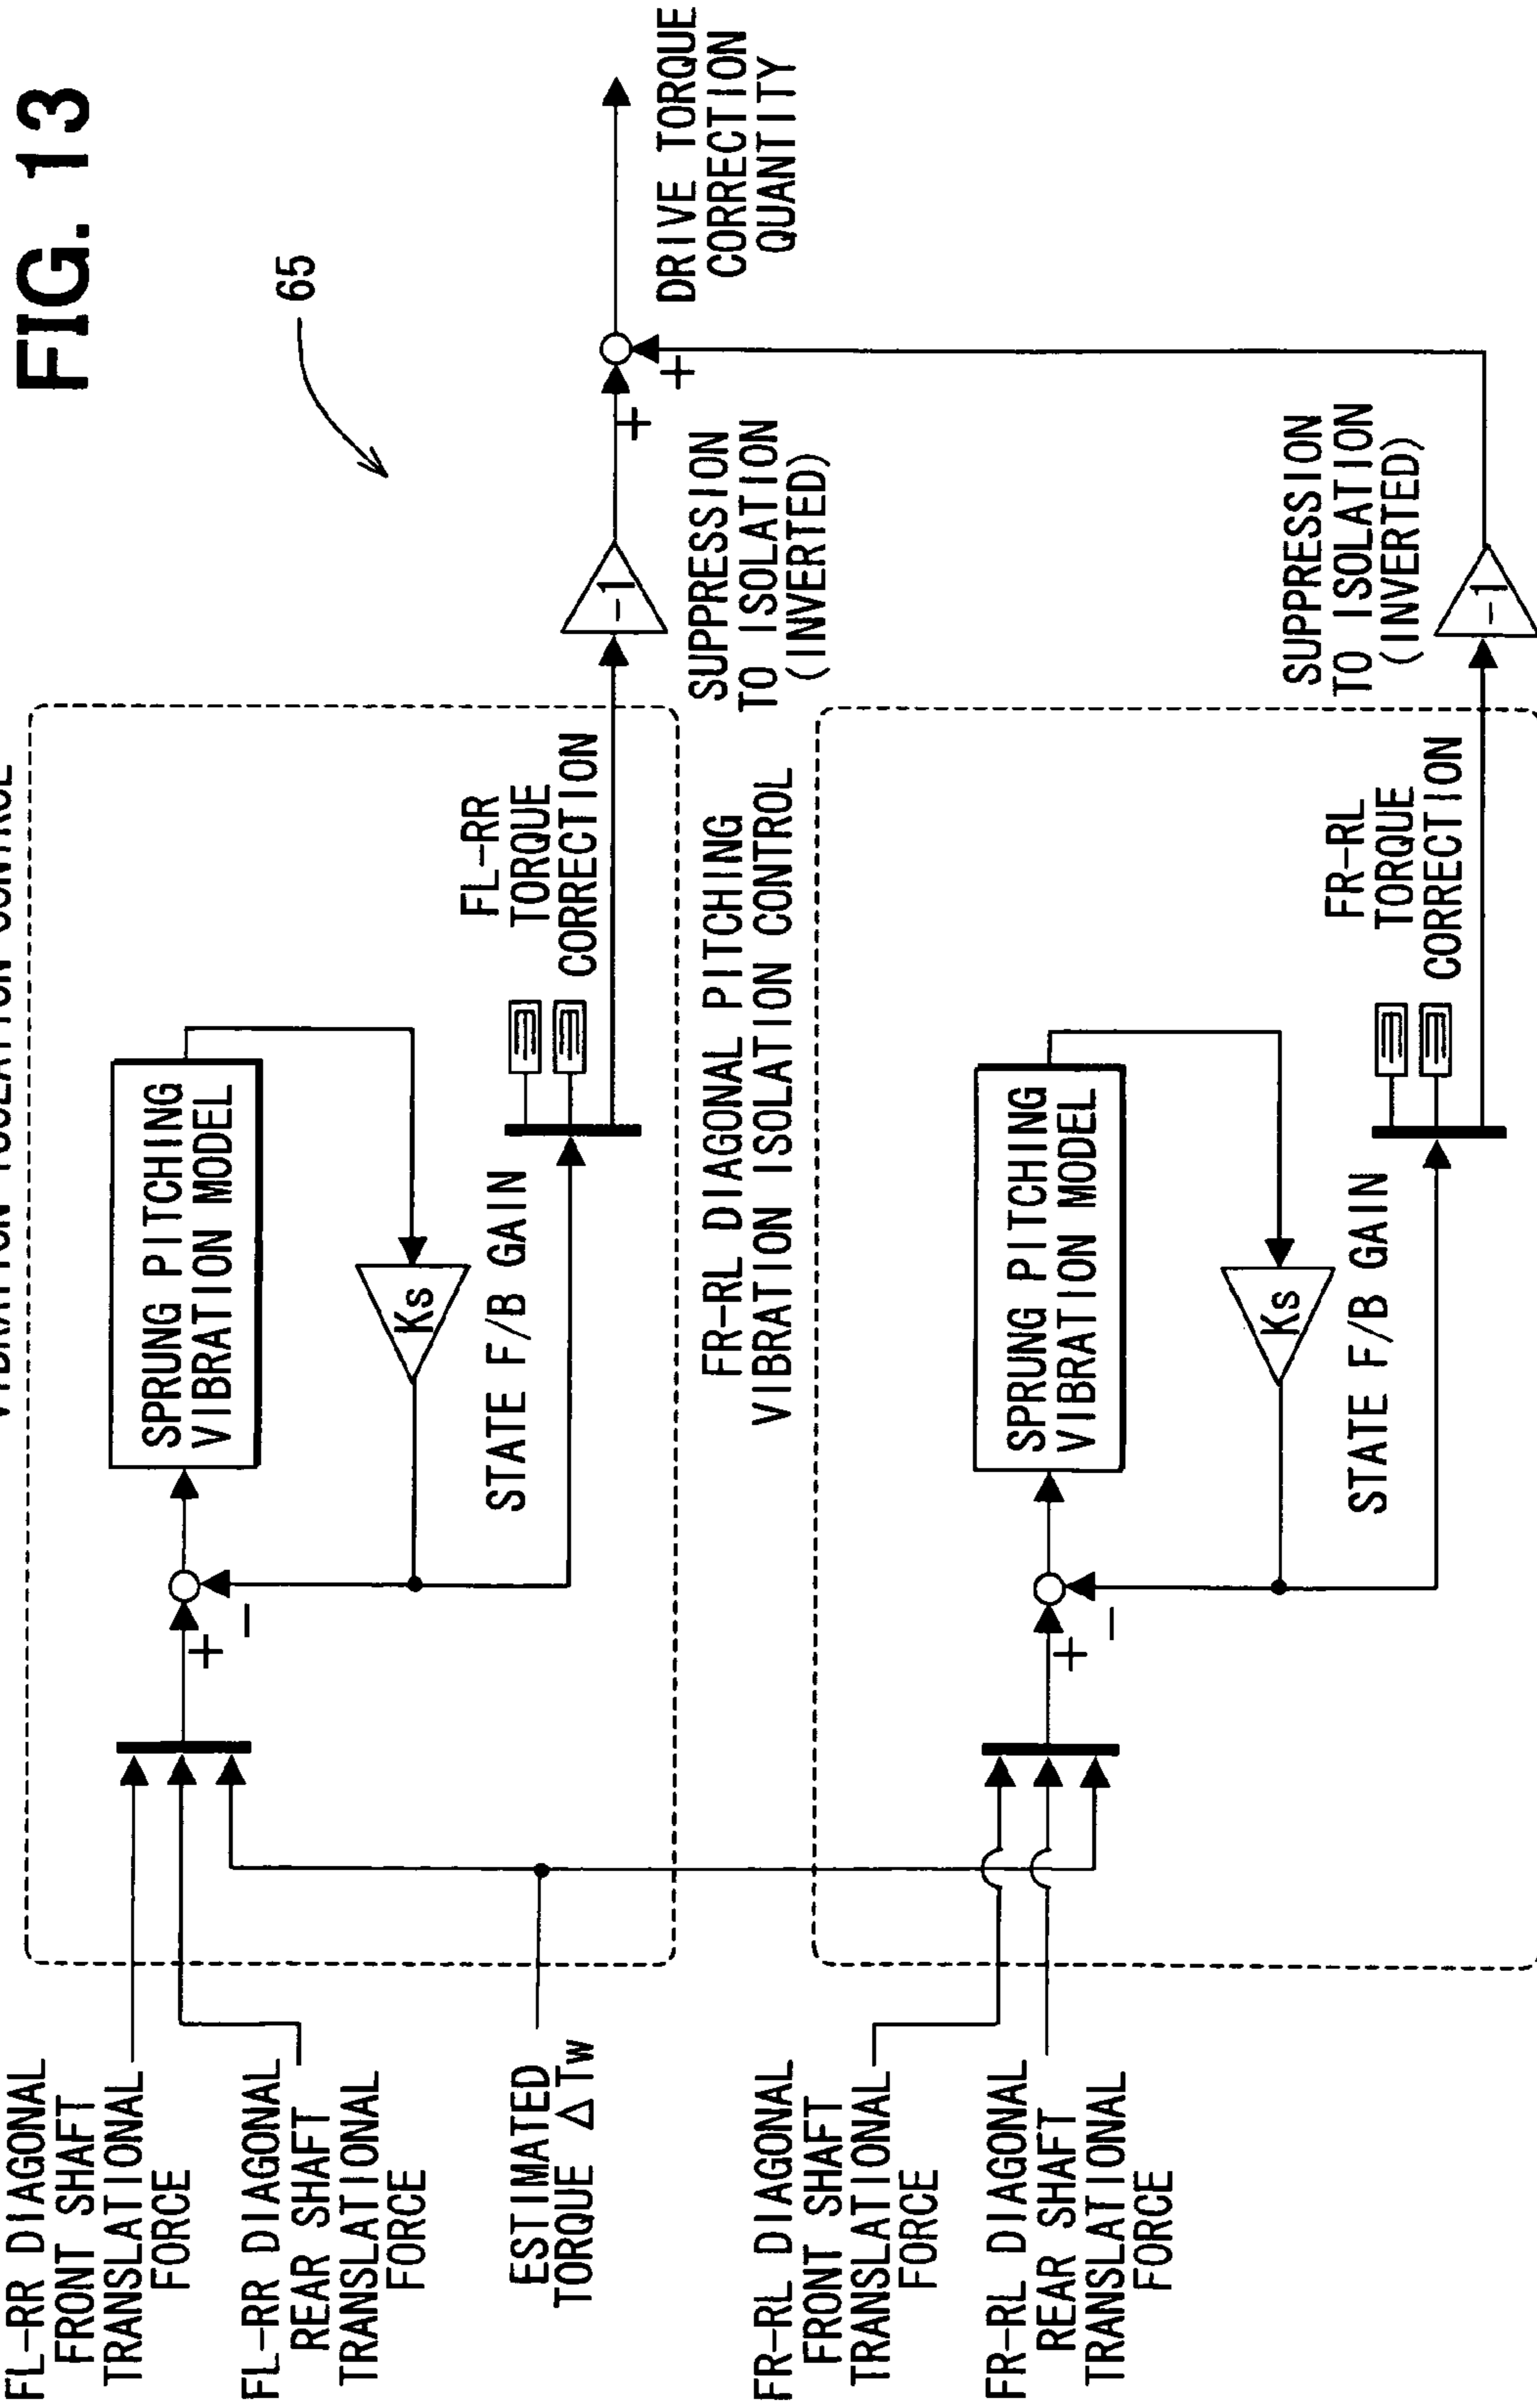 FIG. 13
65
VIBRATION ISOLATION CONTROL
FL-RR DIAGONAL
FRONT SHAFT
TRANSLATIONAL
FORCE
FL-RR DIAGONAL
REAR SHAFT
TRANSLATIONAL
FORCE
ESTIMATED
TORQUE ΔTw
+
−
SPRUNG PITCHING
VIBRATION MODEL
Ks
STATE F/B GAIN
FL-RR
TORQUE
CORRECTION
-1
SUPPRESSION
TO ISOLATION
(INVERTED)
+
+
DRIVE TORQUE
CORRECTION
QUANTITY
FR-RL DIAGONAL PITCHING
VIBRATION ISOLATION CONTROL
FR-RL DIAGONAL
FRONT SHAFT
TRANSLATIONAL
FORCE
FR-RL DIAGONAL
REAR SHAFT
TRANSLATIONAL
FORCE
+
−
SPRUNG PITCHING
VIBRATION MODEL
Ks
STATE F/B GAIN
FR-RL
TORQUE
CORRECTION
-1
SUPPRESSION
TO ISOLATION
(INVERTED)